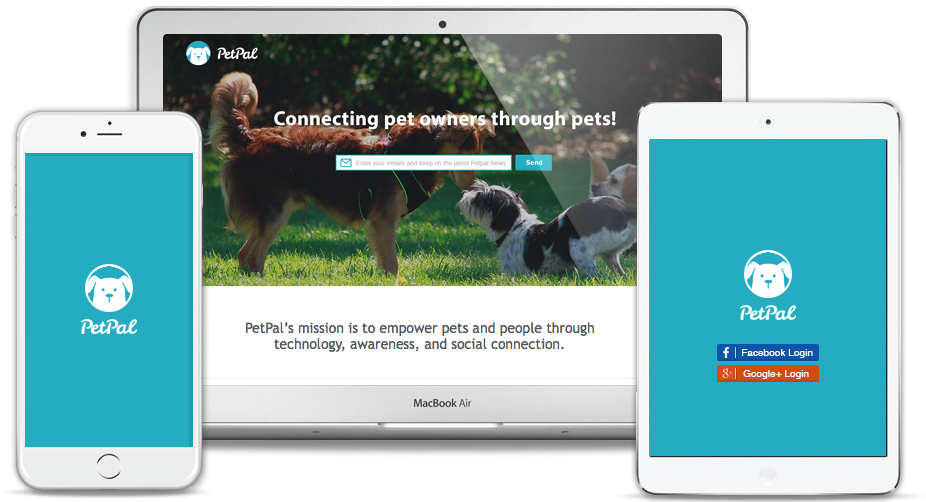 PetPal
Connecting pet owners through pets!
Enter your emails and keep on the latest Petpal News
Send
PetPal's mission is to empower pets and people through
technology, awareness, and social connection.
MacBook Air
PetPal
PetPal
f | Facebook Login
g+ | Google+ Login